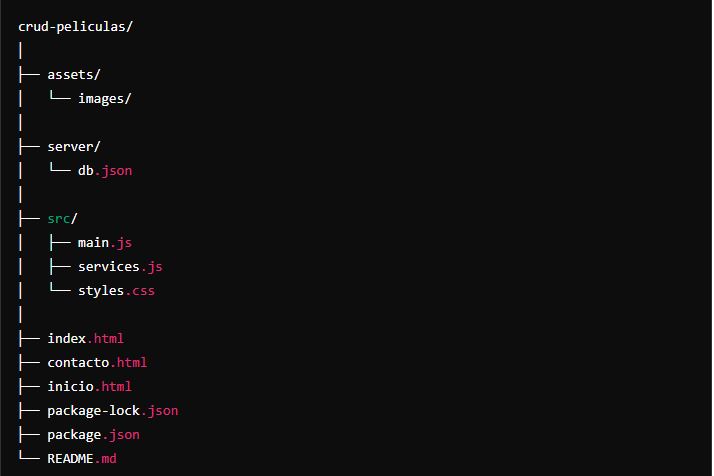 crud-peliculas/
│
├── assets/
│   └── images/
│
├── server/
│   └── db.json
│
├── src/
│   ├── main.js
│   ├── services.js
│   └── styles.css
│
├── index.html
├── contacto.html
├── inicio.html
├── package-lock.json
├── package.json
└── README.md